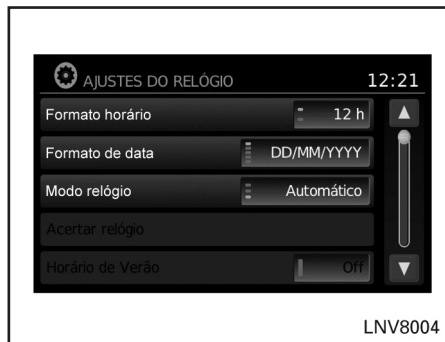 AJUSTES DO RELÓGIO 12:21
Formato horário 12 h
Formato de data DD/MM/YYYY
Modo relógio Automático
Acertar relógio
Horário de Verão Off
LNV8004